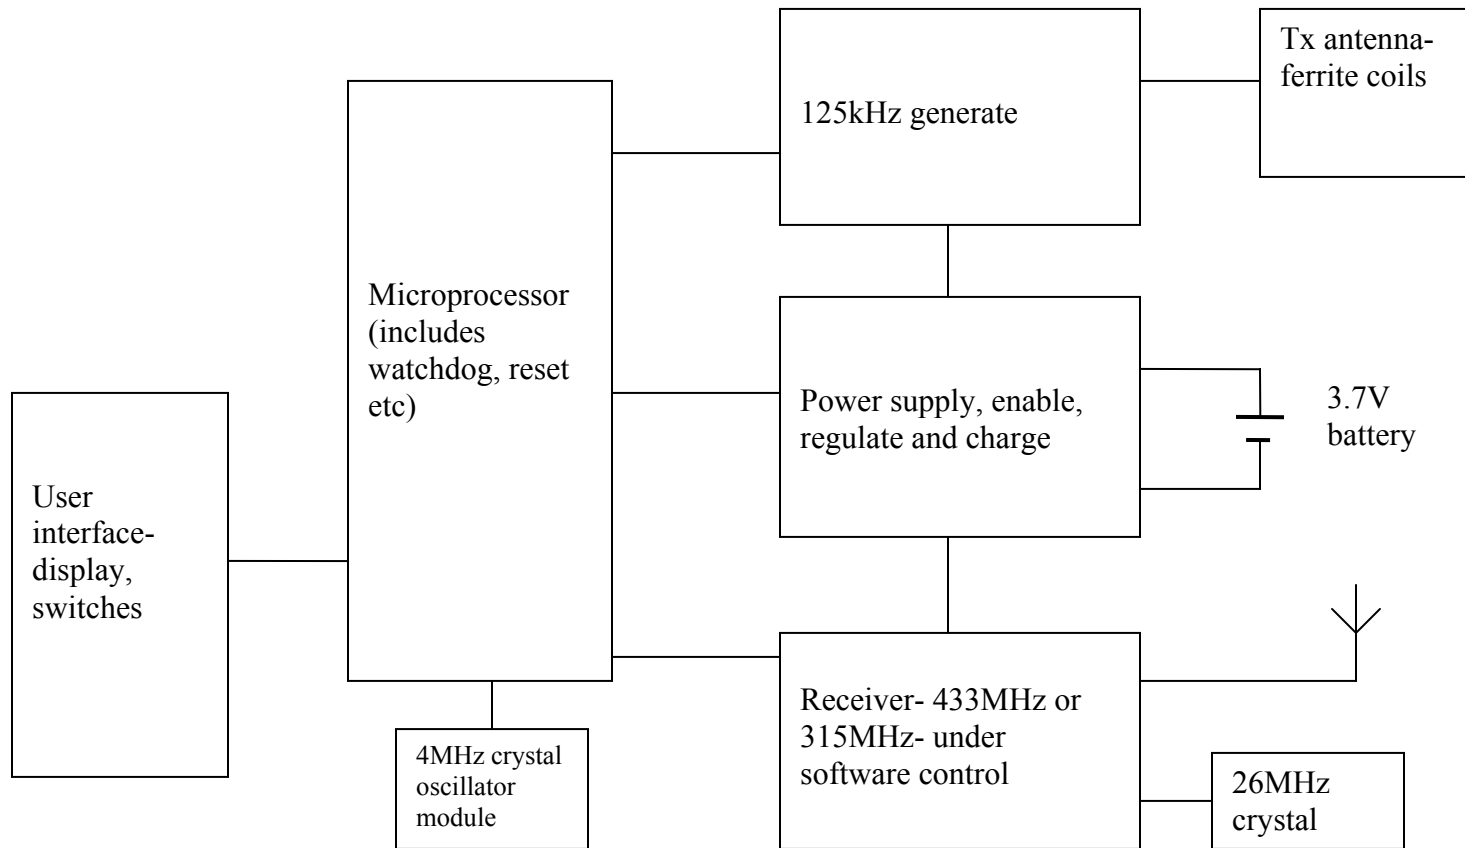 Tx antenna-
ferrite coils
125kHz generate
Microprocessor
(includes
watchdog, reset
etc)
Power supply, enable,
regulate and charge
3.7V
battery
User
interface-
display,
switches
Receiver- 433MHz or
315MHz- under
software control
4MHz crystal
oscillator
module
26MHz
crystal